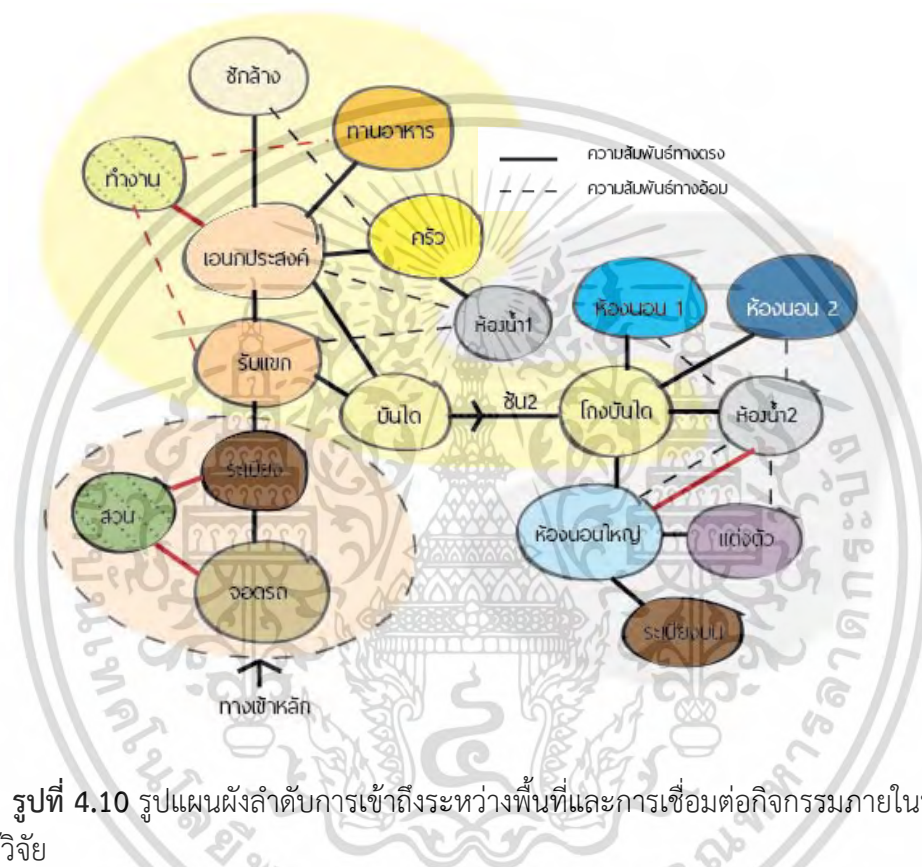 ซักล้าง
ทานอาหาร
ความสัมพันธ์ทางตรง
ทำงาน
ความสัมพันธ์ทางอ้อม
ครัว
เอนกประสงค์
ห้องนอน 1
ห้องนอน 2
ห้องน้ำ1
รับแขก
ชั้น2
บันได
โถงบันได
ห้องน้ำ2
ระเบียง
สวน
ห้องนอนใหญ่
แต่งตัว
จอดรถ
ระเบียงบน
ทางเข้าหลัก
รูปที่ 4.10 รูปแผนผังลำดับการเข้าถึงระหว่างพื้นที่และการเชื่อมต่อกิจกรรมภายใน
วิจัย